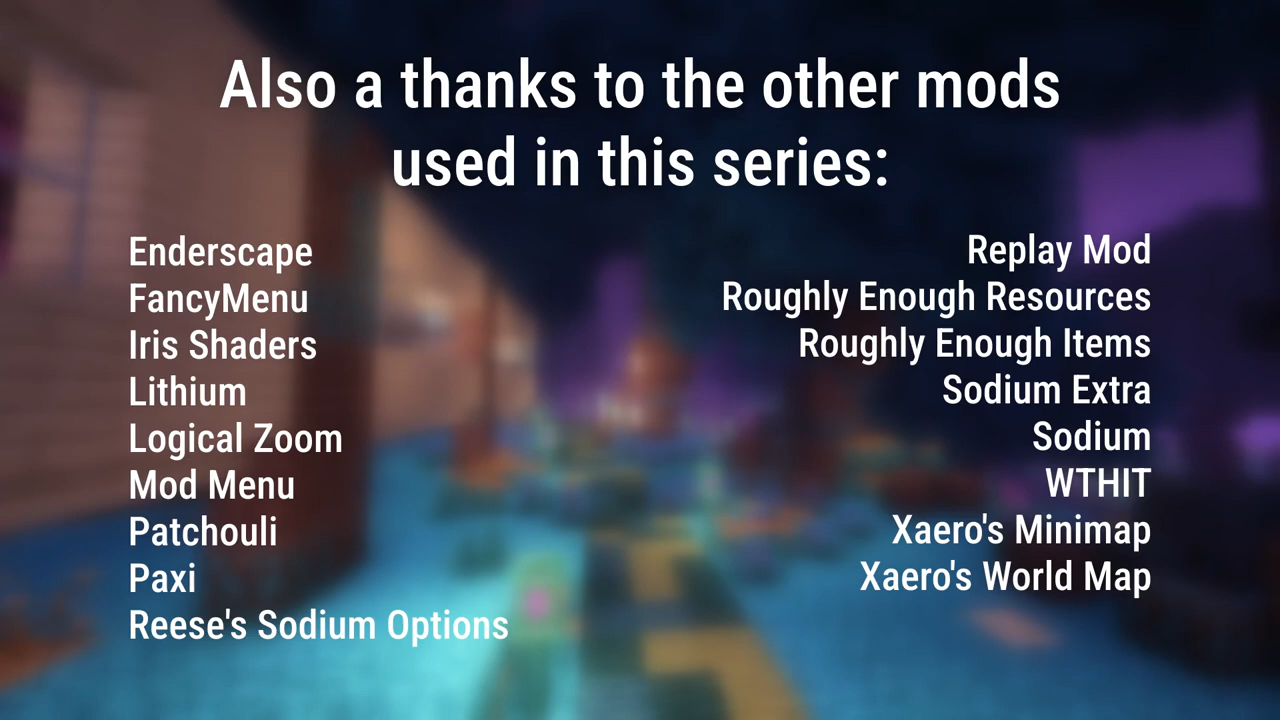 Also a thanks to the other mods
used in this series:
Enderscape
FancyMenu
Iris Shaders
Lithium
Logical Zoom
Mod Menu
Patchouli
Paxi
Reese's Sodium Options
Replay Mod
Roughly Enough Resources
Roughly Enough Items
Sodium Extra
Sodium
WTHIT
Xaero's Minimap
Xaero's World Map